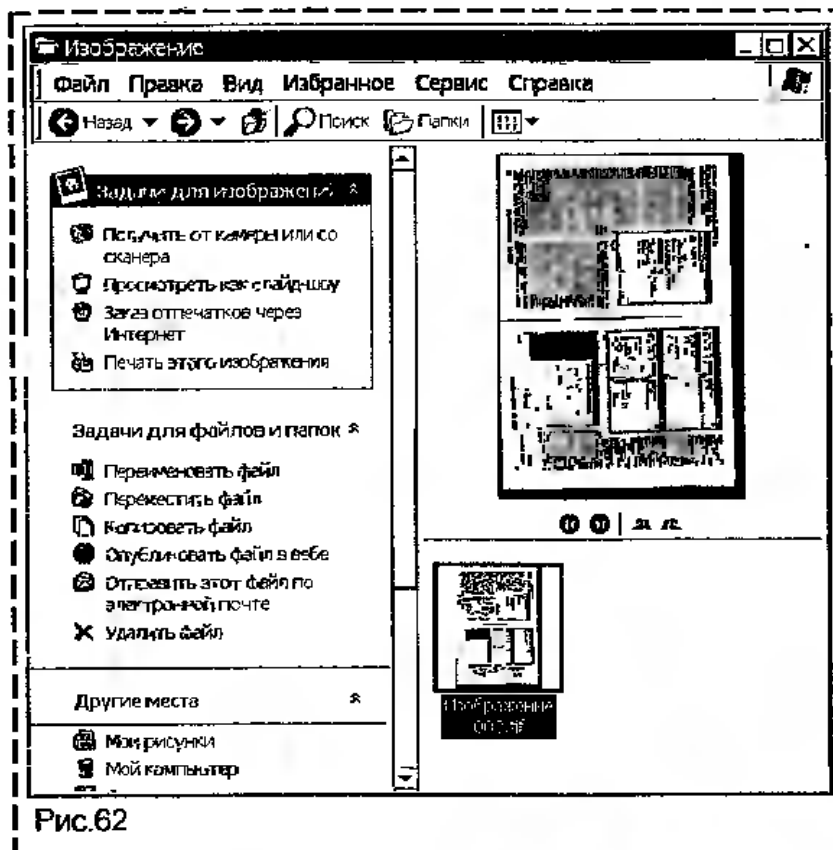 Изображение
Файл Правка Вид Избранное Сервис Справка
Назад Поиск Папки
Задачи для изображений
Получить от камеры или со
сканера
Просмотреть как слайд-шоу
Заказ отпечатков через
Интернет
Печать этого изображения
Задачи для файлов и папок
Переименовать файл
Переместить файл
Копировать файл
Опубликовать файл в вебе
Отправить этот файл по
электронной почте
Удалить файл
Другие места
Мои рисунки
Мой компьютер
Изображение
Рис.62